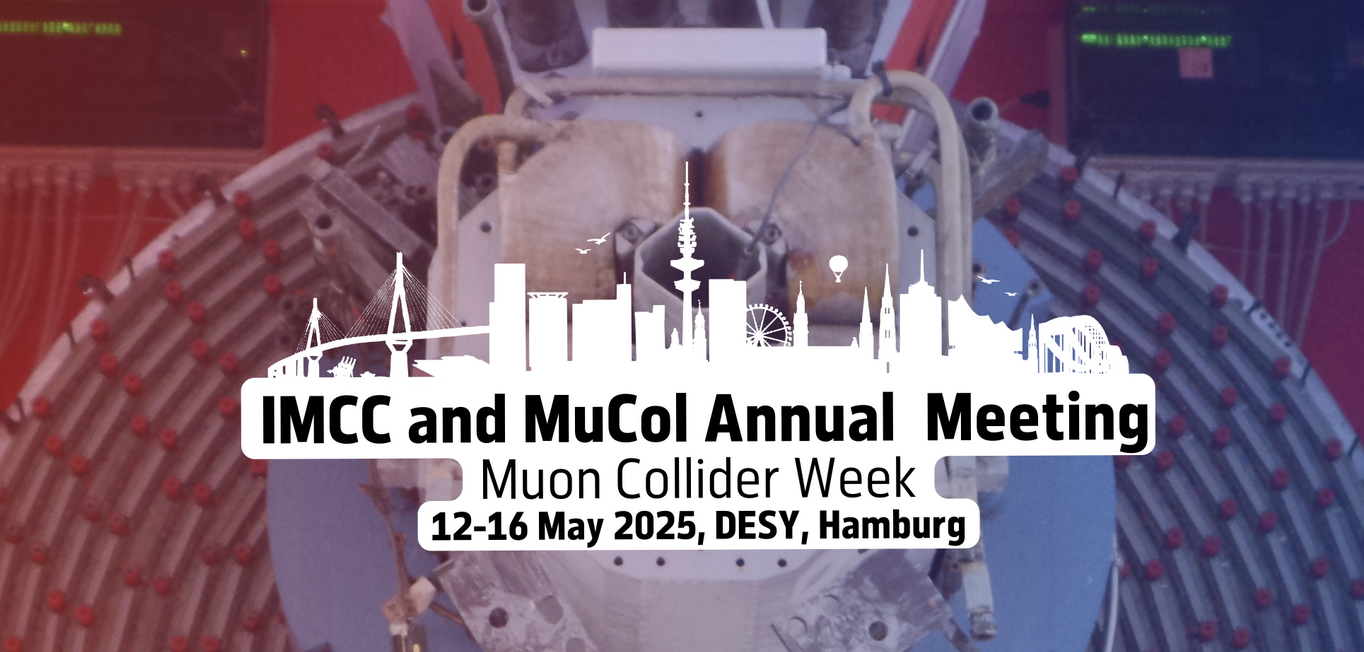 IMCC and MuCol Annual Meeting
Muon Collider Week
12-16 May 2025, DESY, Hamburg